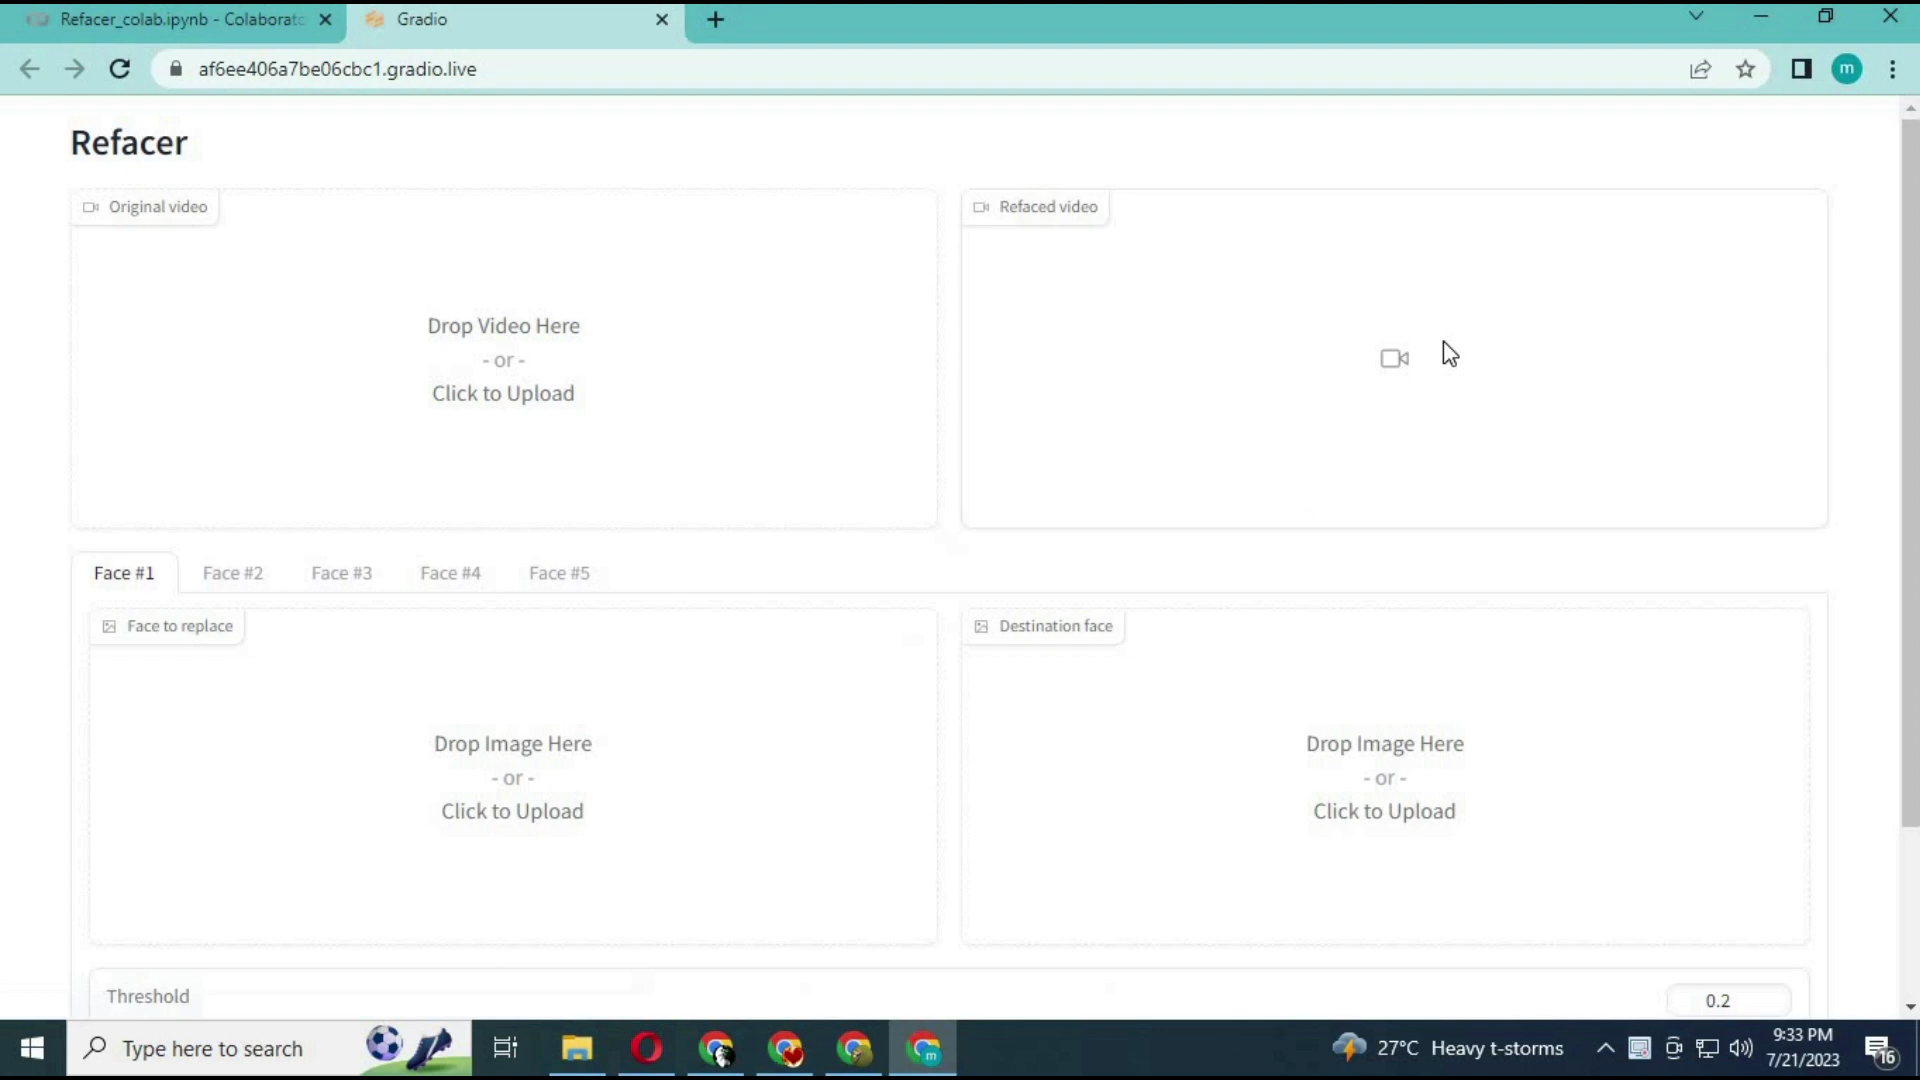 Refacer_colab.ipynb - Colaborato
Gradio
af6ee406a7be06cbc1.gradio.live
m
Refacer
Original video
Refaced video
Drop Video Here
- or -
Click to Upload
Face #1
Face #2
Face #3
Face #4
Face #5
Face to replace
Destination face
Drop Image Here
- or -
Click to Upload
Drop Image Here
- or -
Click to Upload
Threshold
0.2
Type here to search
m
27°C Heavy t-storms
9:33 PM
7/21/2023
16